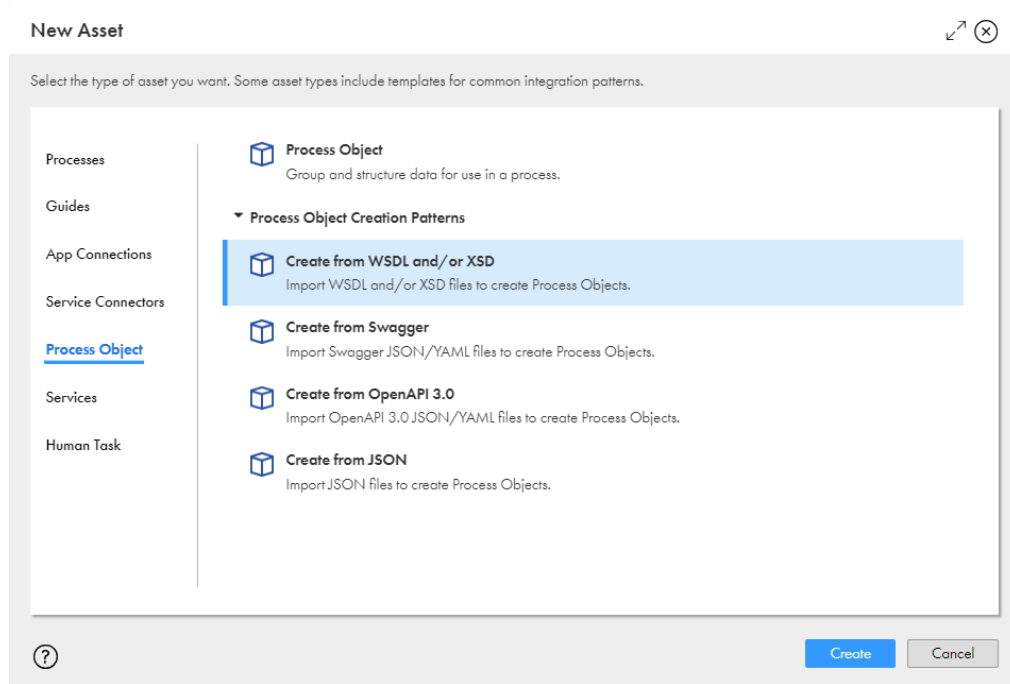 New Asset
Select the type of asset you want. Some asset types include templates for common integration patterns.
Processes
Guides
App Connections
Service Connectors
Process Object
Services
Human Task
Process Object
Group and structure data for use in a process.
Process Object Creation Patterns
Create from WSDL and/or XSD
Import WSDL and/or XSD files to create Process Objects.
Create from Swagger
Import Swagger JSON/YAML files to create Process Objects.
Create from OpenAPI 3.0
Import OpenAPI 3.0 JSON/YAML files to create Process Objects.
Create from JSON
Import JSON files to create Process Objects.
?
Create
Cancel